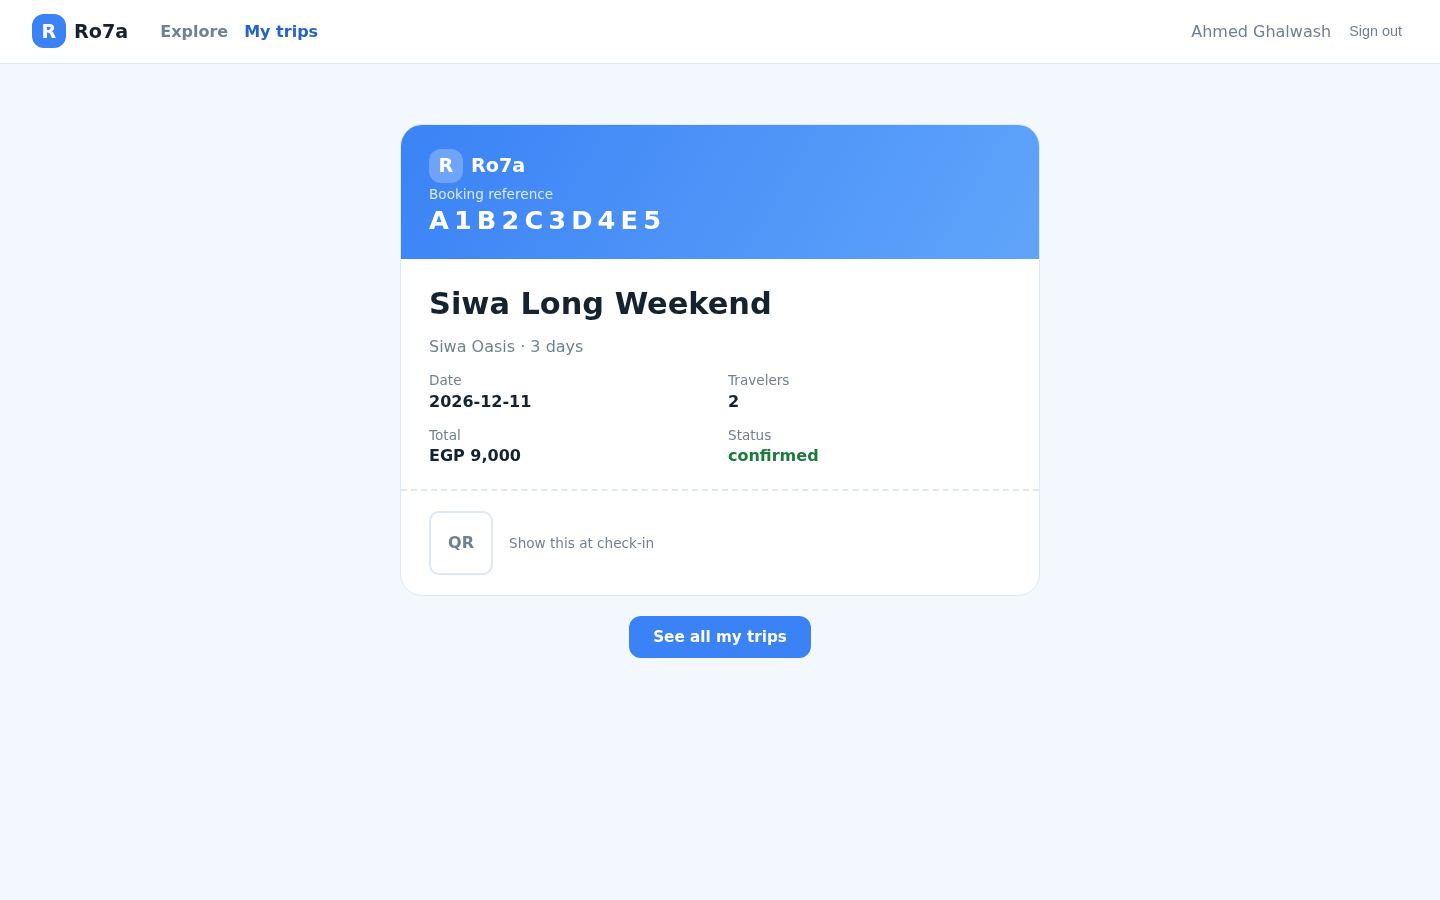 R Ro7a Explore My trips Ahmed Ghalwash Sign out
R Ro7a
Booking reference
A1B2C3D4E5
Siwa Long Weekend
Siwa Oasis · 3 days
Date Travelers
2026-12-11 2
Total Status
EGP 9,000 confirmed
QR Show this at check-in
See all my trips